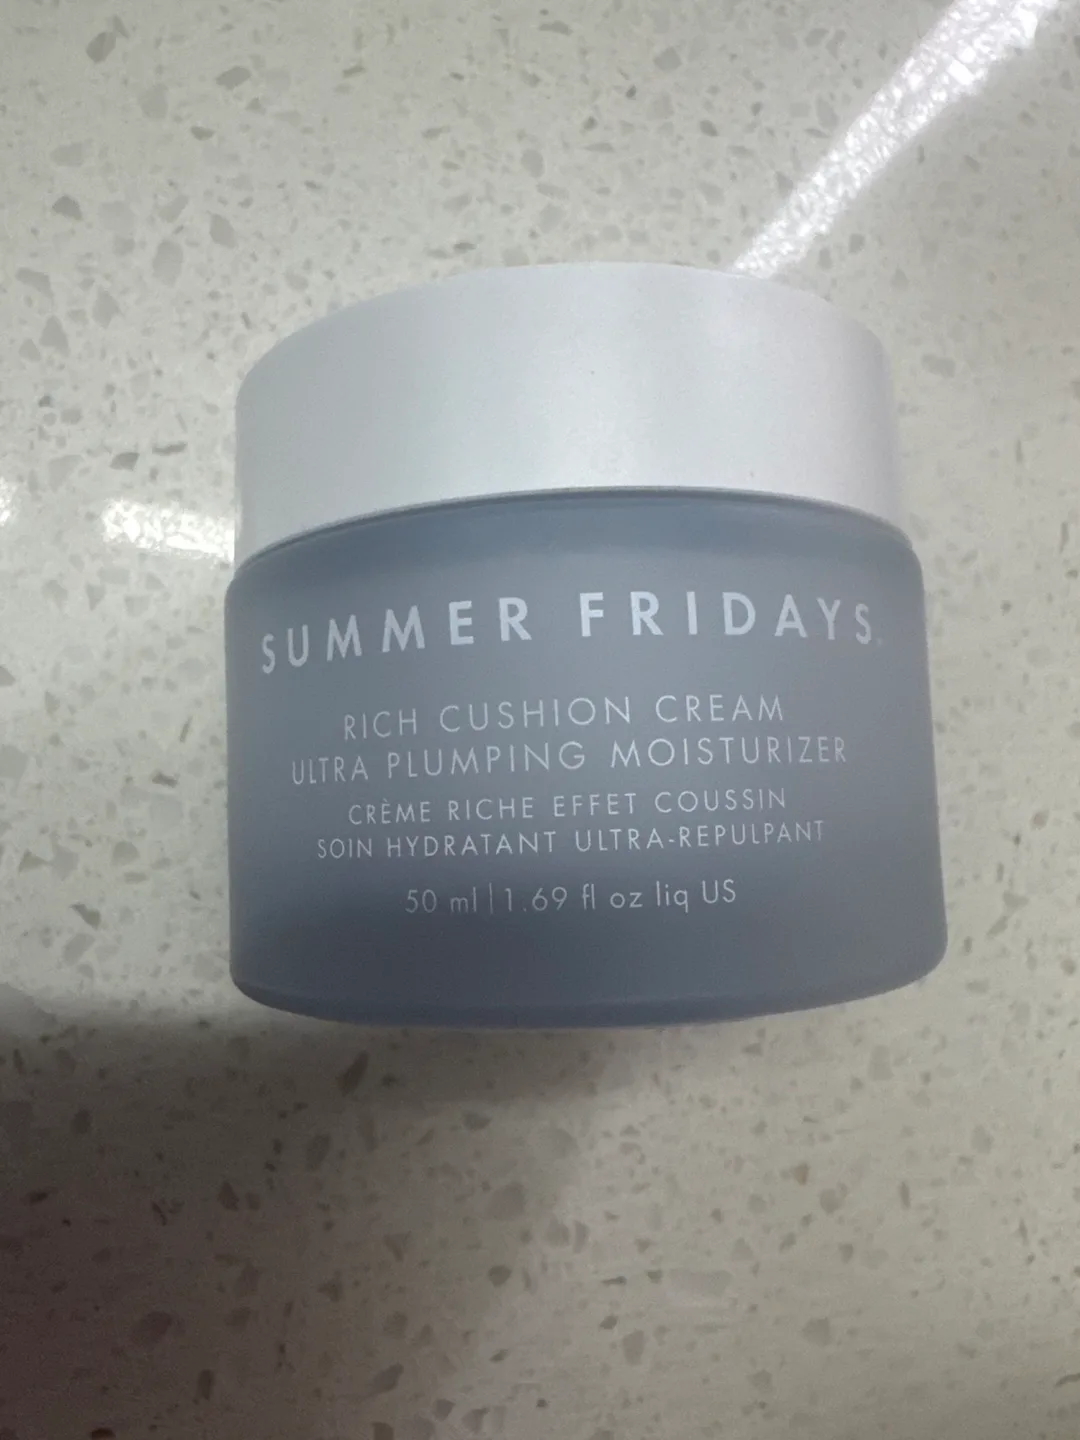 SUMMER FRIDAYS.
RICH CUSHION CREAM
ULTRA PLUMPING MOISTURIZER
CRÈME RICHE EFFET COUSSIN
SOIN HYDRATANT ULTRA-REPULPANT
50 ml | 1.69 fl oz liq US